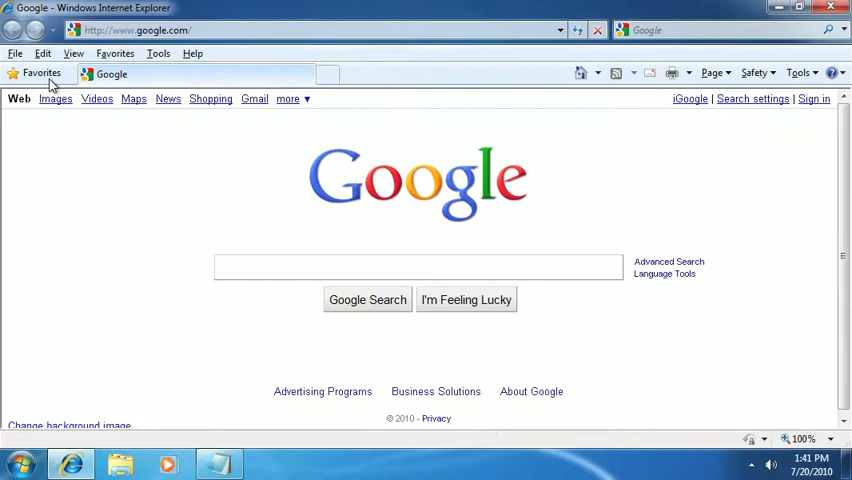 Google - Windows Internet Explorer
http://www.google.com/ Google
File Edit View Favorites Tools Help
Favorites Google Page Safety Tools
Web Images Videos Maps News Shopping Gmail more iGoogle | Search settings | Sign in
Google
Advanced Search
Language Tools
Google Search I'm Feeling Lucky
Advertising Programs Business Solutions About Google
© 2010 - Privacy
Change background image
100%
1:41 PM
7/20/2010